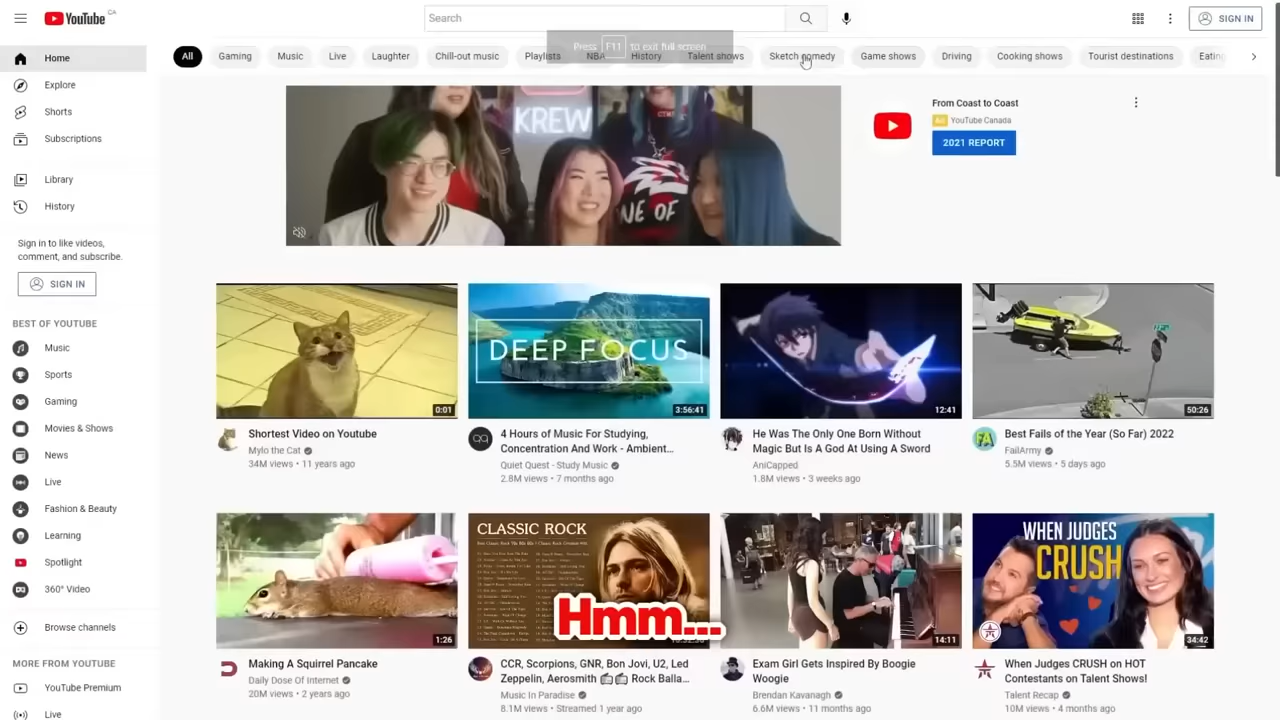 YouTube CA
Search
SIGN IN
Press F11 to exit full screen
All
Gaming
Music
Live
Laughter
Chill-out music
Playlists
NBA
History
Talent shows
Sketch comedy
Game shows
Driving
Cooking shows
Tourist destinations
Eating
Home
Explore
Shorts
Subscriptions
Library
History
Sign in to like videos,
comment, and subscribe.
SIGN IN
BEST OF YOUTUBE
Music
Sports
Gaming
Movies & Shows
News
Live
Fashion & Beauty
Learning
Spotlight
360° Video
Browse channels
MORE FROM YOUTUBE
YouTube Premium
Live
KREW
NE OF
From Coast to Coast
Ad YouTube Canada
2021 REPORT
0:01
Shortest Video on Youtube
Mylo the Cat
34M views • 11 years ago
DEEP FOCUS
3:56:41
4 Hours of Music For Studying,
Concentration And Work - Ambient...
Quiet Quest - Study Music
2.8M views • 7 months ago
12:41
He Was The Only One Born Without
Magic But Is A God At Using A Sword
AniCapped
1.8M views • 3 weeks ago
50:26
FA
Best Fails of the Year (So Far) 2022
FailArmy
5.5M views • 5 days ago
1:26
Making A Squirrel Pancake
Daily Dose Of Internet
20M views • 2 years ago
CLASSIC ROCK
Hmm...
CCR, Scorpions, GNR, Bon Jovi, U2, Led
Zeppelin, Aerosmith 📻📻 Rock Balla...
Music In Paradise
8.1M views • Streamed 1 year ago
14:11
Exam Girl Gets Inspired By Boogie
Woogie
Brendan Kavanagh
6.6M views • 11 months ago
WHEN JUDGES
CRUSH
34:42
When Judges CRUSH on HOT
Contestants on Talent Shows!
Talent Recap
10M views • 4 months ago